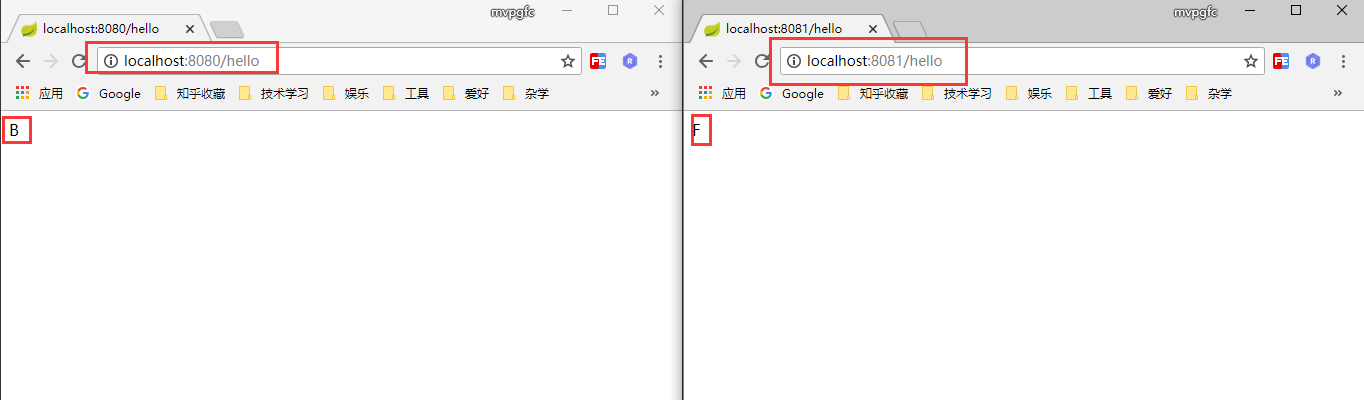 mvpgfc
localhost:8080/hello
localhost:8080/hello
FE
R
应用 Google 知乎收藏 技术学习 娱乐 工具 爱好 杂学 »
B
mvpgfc
localhost:8081/hello
localhost:8081/hello
FE
R
应用 Google 知乎收藏 技术学习 娱乐 工具 爱好 杂学 »
F